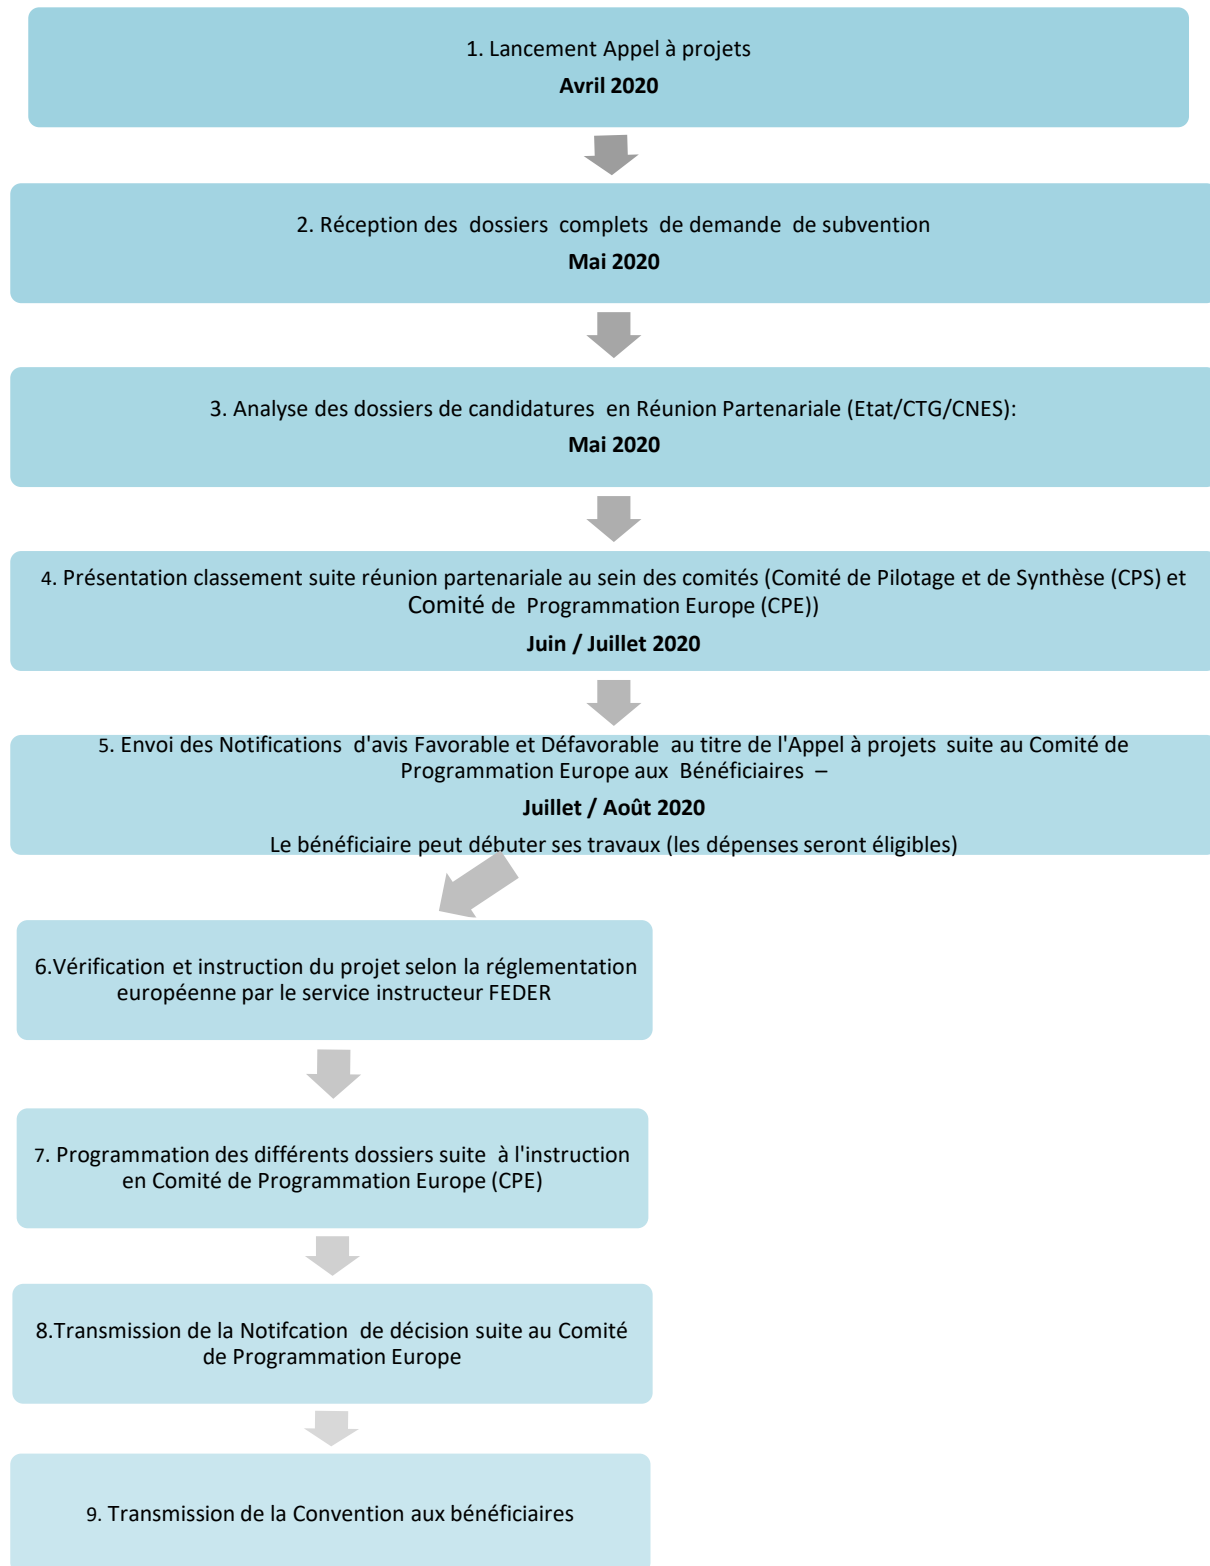 1. Lancement Appel à projets
Avril 2020
2. Réception des dossiers complets de demande de subvention
Mai 2020
3. Analyse des dossiers de candidatures en Réunion Partenariale (Etat/CTG/CNES):
Mai 2020
4. Présentation classement suite réunion partenariale au sein des comités (Comité de Pilotage et de Synthèse (CPS) et
Comité de Programmation Europe (CPE))
Juin / Juillet 2020
5. Envoi des Notifications d'avis Favorable et Défavorable au titre de l'Appel à projets suite au Comité de
Programmation Europe aux Bénéficiaires –
Juillet / Août 2020
Le bénéficiaire peut débuter ses travaux (les dépenses seront éligibles)
6.Vérification et instruction du projet selon la réglementation
européenne par le service instructeur FEDER
7. Programmation des différents dossiers suite à l'instruction
en Comité de Programmation Europe (CPE)
8.Transmission de la Notifcation de décision suite au Comité
de Programmation Europe
9. Transmission de la Convention aux bénéficiaires